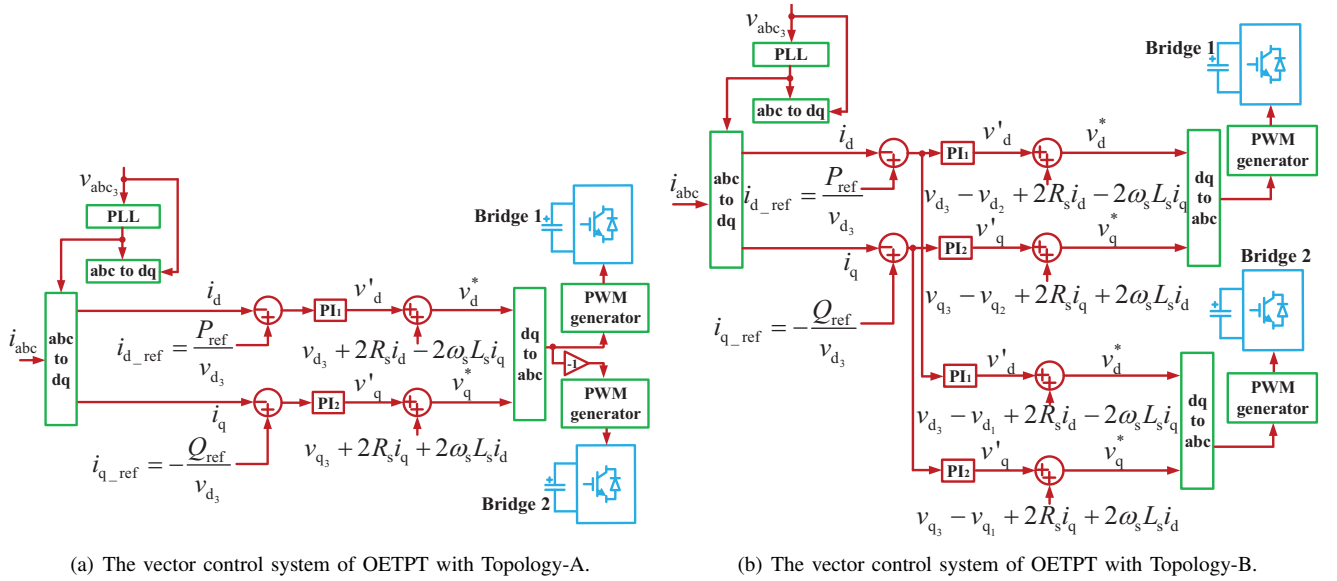 v_abc₃
PLL
abc to dq
i_abc
abc to dq
i_d
i_d_ref = P_ref / v_d₃
PI₁
v'_d
v_d₃ + 2R_s i_d − 2ω_s L_s i_q
v_d^*
i_q
i_q_ref = − Q_ref / v_d₃
PI₂
v'_q
v_q₃ + 2R_s i_q + 2ω_s L_s i_d
v_q^*
dq to abc
-1
Bridge 1
PWM generator
PWM generator
Bridge 2
(a) The vector control system of OETPT with Topology-A.
v_abc₃
PLL
abc to dq
i_abc
abc to dq
i_d
i_d_ref = P_ref / v_d₃
PI₁
v'_d
v_d₃ − v_d₂ + 2R_s i_d − 2ω_s L_s i_q
v_d^*
i_q
i_q_ref = − Q_ref / v_d₃
PI₂
v'_q
v_q₃ − v_q₂ + 2R_s i_q + 2ω_s L_s i_d
v_q^*
dq to abc
PWM generator
Bridge 1
PI₁
v'_d
v_d₃ − v_d₁ + 2R_s i_d − 2ω_s L_s i_q
v_d^*
PI₂
v'_q
v_q₃ − v_q₁ + 2R_s i_q + 2ω_s L_s i_d
v_q^*
dq to abc
PWM generator
Bridge 2
(b) The vector control system of OETPT with Topology-B.